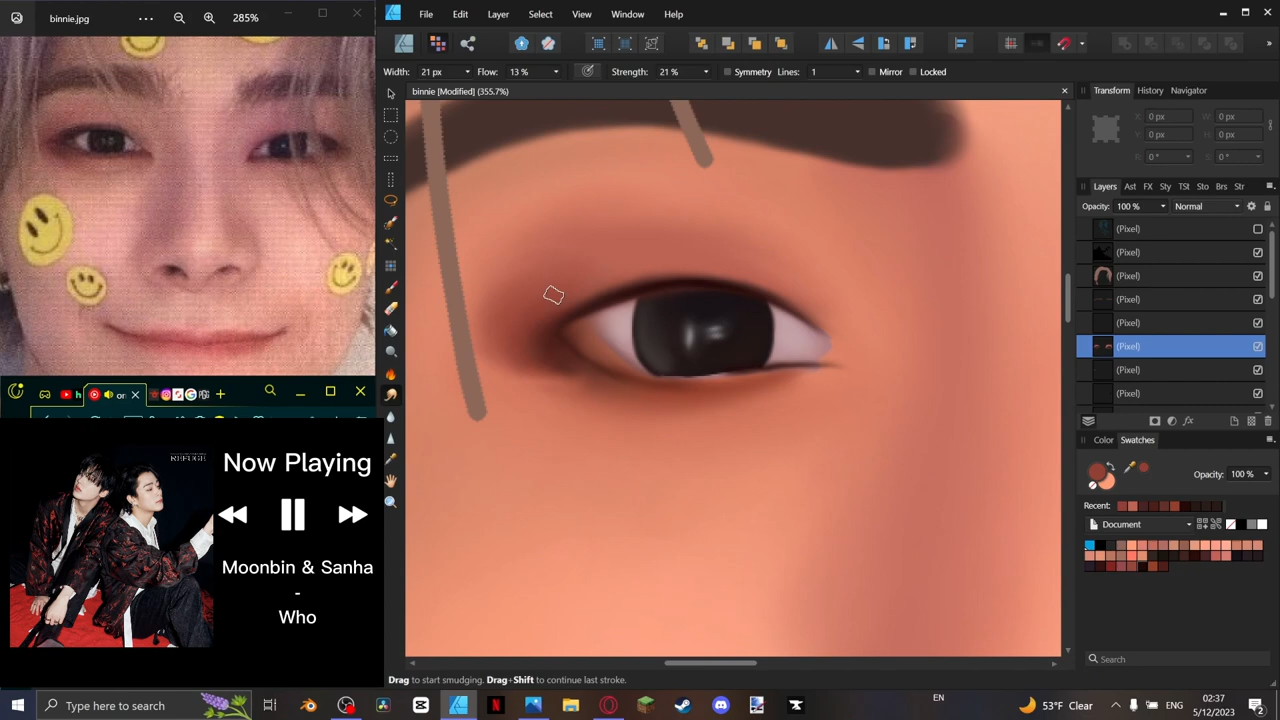 binnie.jpg
285%
File Edit Layer Select View Text Window Help
Width: 21 px Flow: 13 % Strength: 21 % Symmetry Lines: 1 Mirror Locked
binnie [Modified] (355.7%)
Transform History Navigator
X: 0 px Y: 0 px
W: 0 px H: 0 px
R: 0 ° S: 0 °
Layers Ast FX Sty TSt Sto Brs Str
Opacity: 100 % Normal
(Pixel)
(Pixel)
(Pixel)
(Pixel)
(Pixel)
(Pixel)
(Pixel)
(Pixel)
Color Swatches
Opacity: 100 %
Recent:
Document
Search
REFUGE
Now Playing
Moonbin & Sanha
-
Who
Drag to start smudging. Drag+Shift to continue last stroke.
Type here to search
EN
53°F Clear
02:37
5/12/2023
2